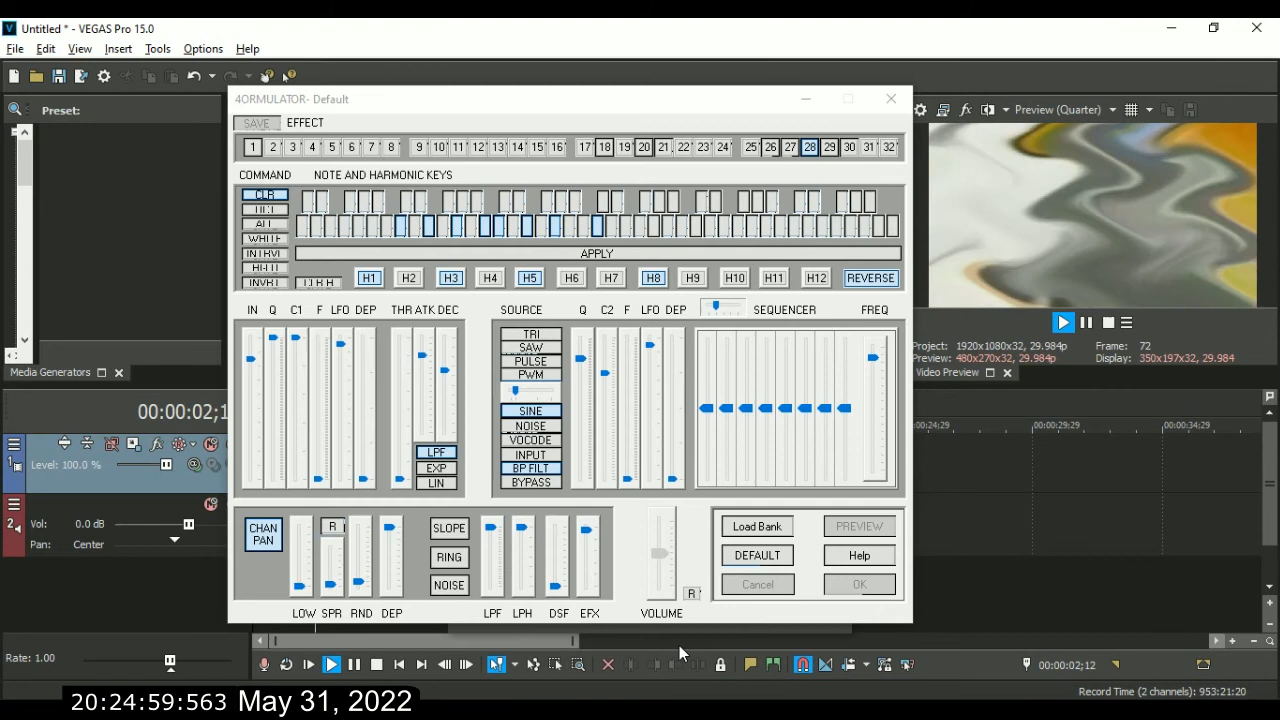 Untitled * - VEGAS Pro 15.0
File Edit View Insert Tools Options Help
Preset:
4ORMULATOR- Default
SAVE EFFECT
1 2 3 4 5 6 7 8 9 10 11 12 13 14 15 16 17 18 19 20 21 22 23 24 25 26 27 28 29 30 31 32
COMMAND NOTE AND HARMONIC KEYS
CLR
ALL
WHITE
INTRVL
INVRT
APPLY
H1 H2 H3 H4 H5 H6 H7 H8 H9 H10 H11 H12 REVERSE
IN Q C1 F LFO DEP THR ATK DEC SOURCE Q C2 F LFO DEP SEQUENCER FREQ
TRI
SAW
PULSE
PWM
SINE
NOISE
VOCODE
INPUT
BP FILT
BYPASS
LPF
EXP
LIN
CHAN PAN
R
SLOPE
RING
NOISE
LOW SPR RND DEP LPF LPH DSF EFX VOLUME
R
Load Bank PREVIEW
DEFAULT Help
Cancel OK
Preview (Quarter)
Project: 1920x1080x32, 29.984p Frame: 72
Preview: 480x270x32, 29.984p Display: 350x197x32, 29.984
Media Generators
Video Preview
00:00:02;1
:00:24;29 00:00:29;29 00:00:34;29
1
Level: 100.0 %
2
Vol: 0.0 dB
Pan: Center
Rate: 1.00
00:00:02;12
Record Time (2 channels): 953:21:20
20:24:59:563 May 31, 2022